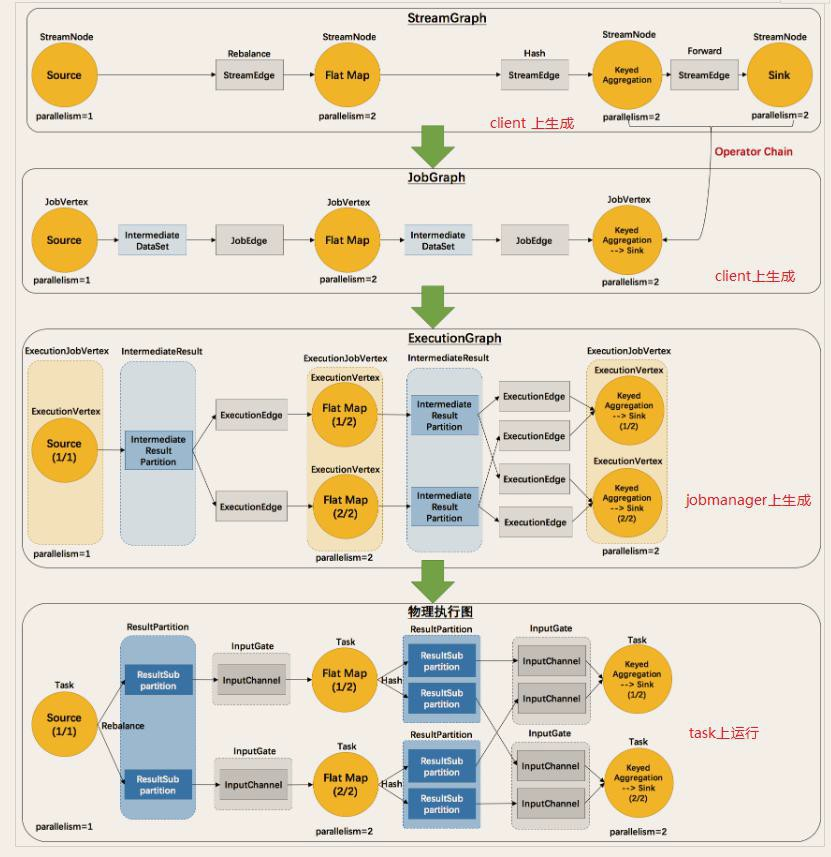 StreamGraph
StreamNode
StreamNode
StreamNode
StreamNode
Rebalance
Hash
Forward
Source
StreamEdge
Flat Map
StreamEdge
Keyed
Aggregation
StreamEdge
Sink
parallelism=1
parallelism=2
parallelism=2
parallelism=2
client 上生成
Operator Chain
JobGraph
JobVertex
JobVertex
JobVertex
Source
Intermediate
DataSet
JobEdge
Flat Map
Intermediate
DataSet
JobEdge
Keyed
Aggregation
--> Sink
parallelism=1
parallelism=2
parallelism=2
client上生成
ExecutionGraph
ExecutionJobVertex
IntermediateResult
ExecutionJobVertex
IntermediateResult
ExecutionJobVertex
ExecutionVertex
Source
(1/1)
Intermediate
Result
Partition
ExecutionEdge
ExecutionEdge
ExecutionVertex
Flat Map
(1/2)
ExecutionVertex
Flat Map
(2/2)
Intermediate
Result
Partition
Intermediate
Result
Partition
ExecutionEdge
ExecutionEdge
ExecutionEdge
ExecutionEdge
ExecutionVertex
Keyed
Aggregation
--> Sink
(1/2)
ExecutionVertex
Keyed
Aggregation
--> Sink
(2/2)
parallelism=1
parallelism=2
parallelism=2
jobmanager上生成
物理执行图
Task
Source
(1/1)
Rebalance
ResultPartition
ResultSub
partition
ResultSub
partition
InputGate
InputChannel
InputGate
InputChannel
Task
Flat Map
(1/2)
Hash
Task
Flat Map
(2/2)
Hash
ResultPartition
ResultSub
partition
ResultSub
partition
ResultPartition
ResultSub
partition
ResultSub
partition
InputGate
InputChannel
InputChannel
InputGate
InputChannel
InputChannel
Task
Keyed
Aggregation
--> Sink
(1/2)
Task
Keyed
Aggregation
--> Sink
(2/2)
parallelism=1
parallelism=2
parallelism=2
task上运行